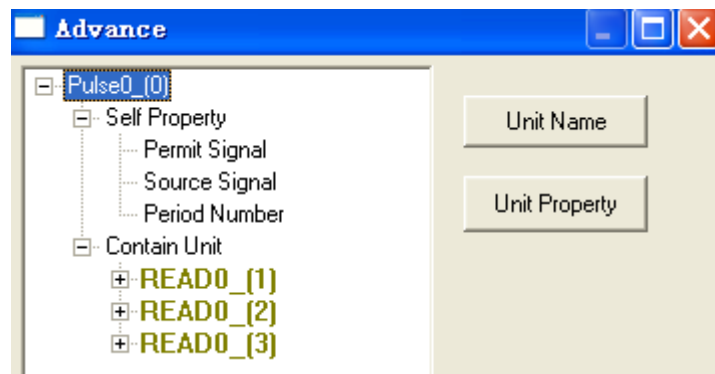 Advance
Pulse0_(0)
Self Property
Permit Signal
Source Signal
Period Number
Contain Unit
READ0_(1)
READ0_(2)
READ0_(3)
Unit Name
Unit Property